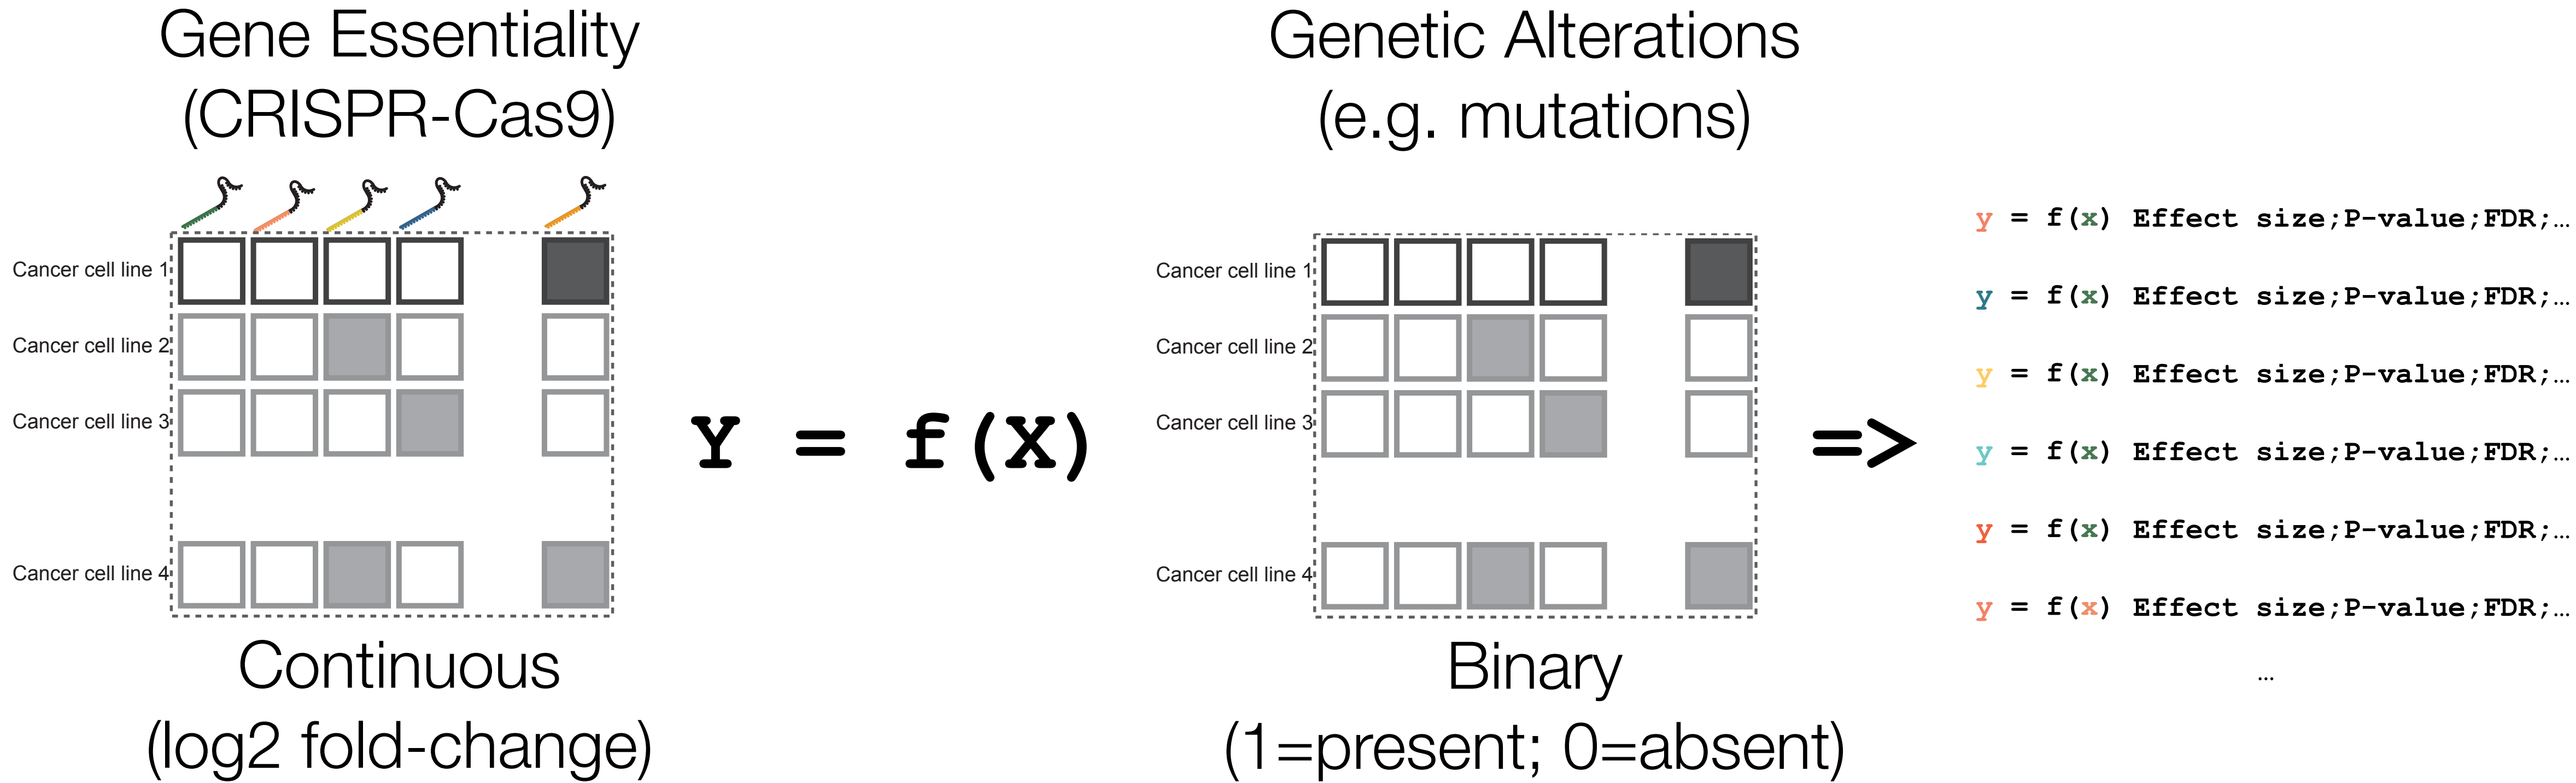 Gene Essentiality
(CRISPR-Cas9)
Cancer cell line 1
Cancer cell line 2
Cancer cell line 3
Cancer cell line 4
Continuous
(log2 fold-change)
Y = f(X)
Genetic Alterations
(e.g. mutations)
Cancer cell line 1
Cancer cell line 2
Cancer cell line 3
Cancer cell line 4
Binary
(1=present; 0=absent)
=>
y = f(x) Effect size;P-value;FDR;…
y = f(x) Effect size;P-value;FDR;…
y = f(x) Effect size;P-value;FDR;…
y = f(x) Effect size;P-value;FDR;…
y = f(x) Effect size;P-value;FDR;…
y = f(x) Effect size;P-value;FDR;…
…